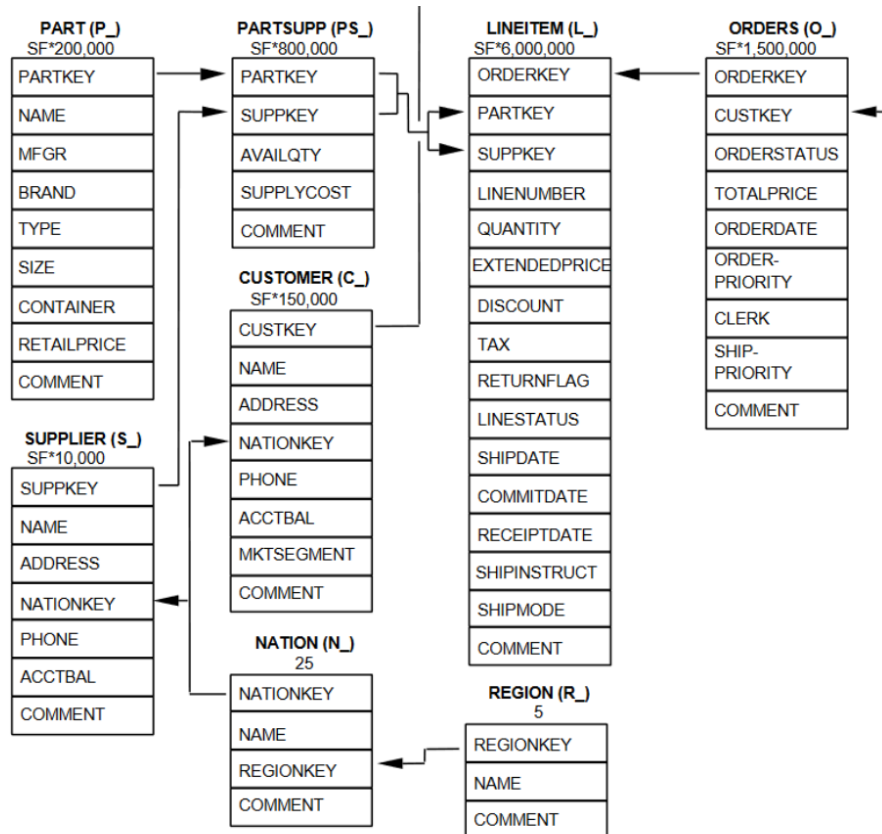 PART (P_)
SF*200,000
PARTKEY
NAME
MFGR
BRAND
TYPE
SIZE
CONTAINER
RETAILPRICE
COMMENT
SUPPLIER (S_)
SF*10,000
SUPPKEY
NAME
ADDRESS
NATIONKEY
PHONE
ACCTBAL
COMMENT
PARTSUPP (PS_)
SF*800,000
PARTKEY
SUPPKEY
AVAILQTY
SUPPLYCOST
COMMENT
CUSTOMER (C_)
SF*150,000
CUSTKEY
NAME
ADDRESS
NATIONKEY
PHONE
ACCTBAL
MKTSEGMENT
COMMENT
NATION (N_)
25
NATIONKEY
NAME
REGIONKEY
COMMENT
LINEITEM (L_)
SF*6,000,000
ORDERKEY
PARTKEY
SUPPKEY
LINENUMBER
QUANTITY
EXTENDEDPRICE
DISCOUNT
TAX
RETURNFLAG
LINESTATUS
SHIPDATE
COMMITDATE
RECEIPTDATE
SHIPINSTRUCT
SHIPMODE
COMMENT
REGION (R_)
5
REGIONKEY
NAME
COMMENT
ORDERS (O_)
SF*1,500,000
ORDERKEY
CUSTKEY
ORDERSTATUS
TOTALPRICE
ORDERDATE
ORDER-
PRIORITY
CLERK
SHIP-
PRIORITY
COMMENT